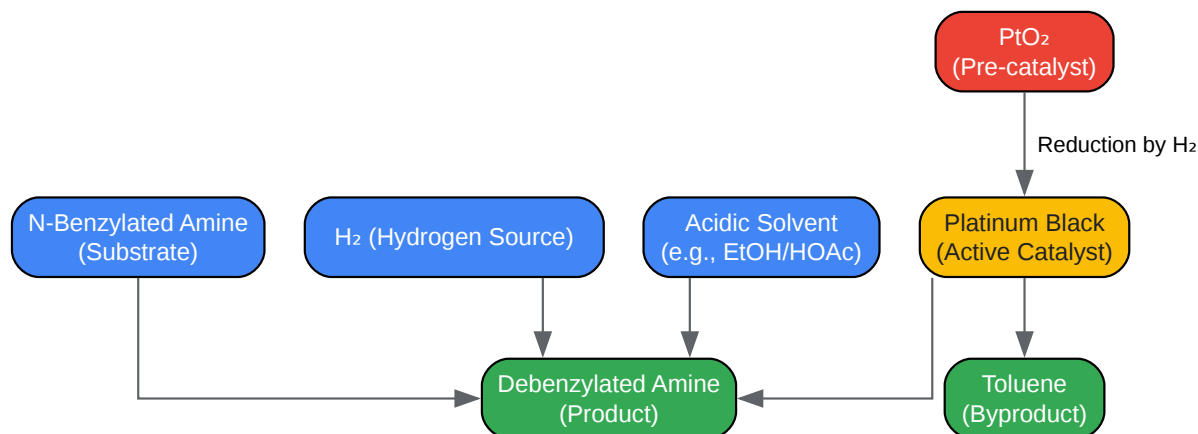 PtO₂
(Pre-catalyst)
Reduction by H₂
N-Benzylated Amine
(Substrate)
H₂ (Hydrogen Source)
Acidic Solvent
(e.g., EtOH/HOAc)
Platinum Black
(Active Catalyst)
Debenzylated Amine
(Product)
Toluene
(Byproduct)